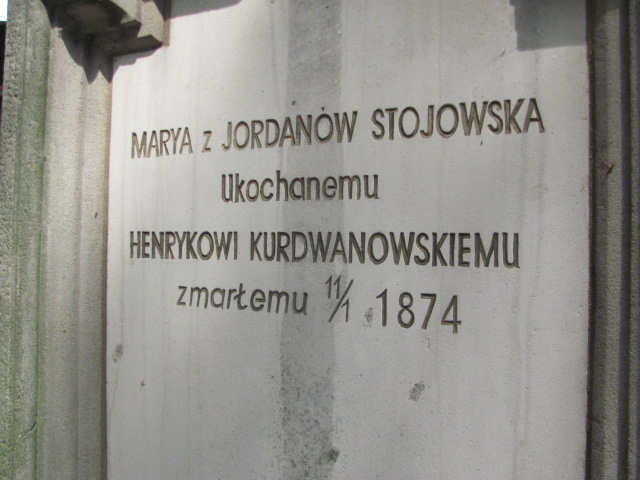 MARYA z JORDANÓW STOJOWSKA
Ukochanemu
HENRYKOWI KURDWANOWSKIEMU
zmarłemu 11/1 1874